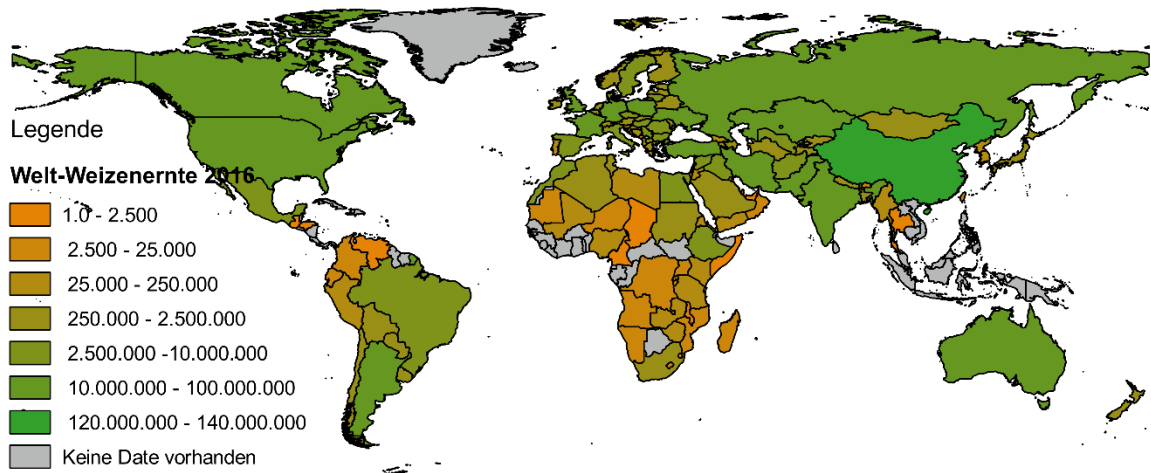 Legende
Welt-Weizenernte 2016
1.0 - 2.500
2.500 - 25.000
25.000 - 250.000
250.000 - 2.500.000
2.500.000 -10.000.000
10.000.000 - 100.000.000
120.000.000 - 140.000.000
Keine Date vorhanden